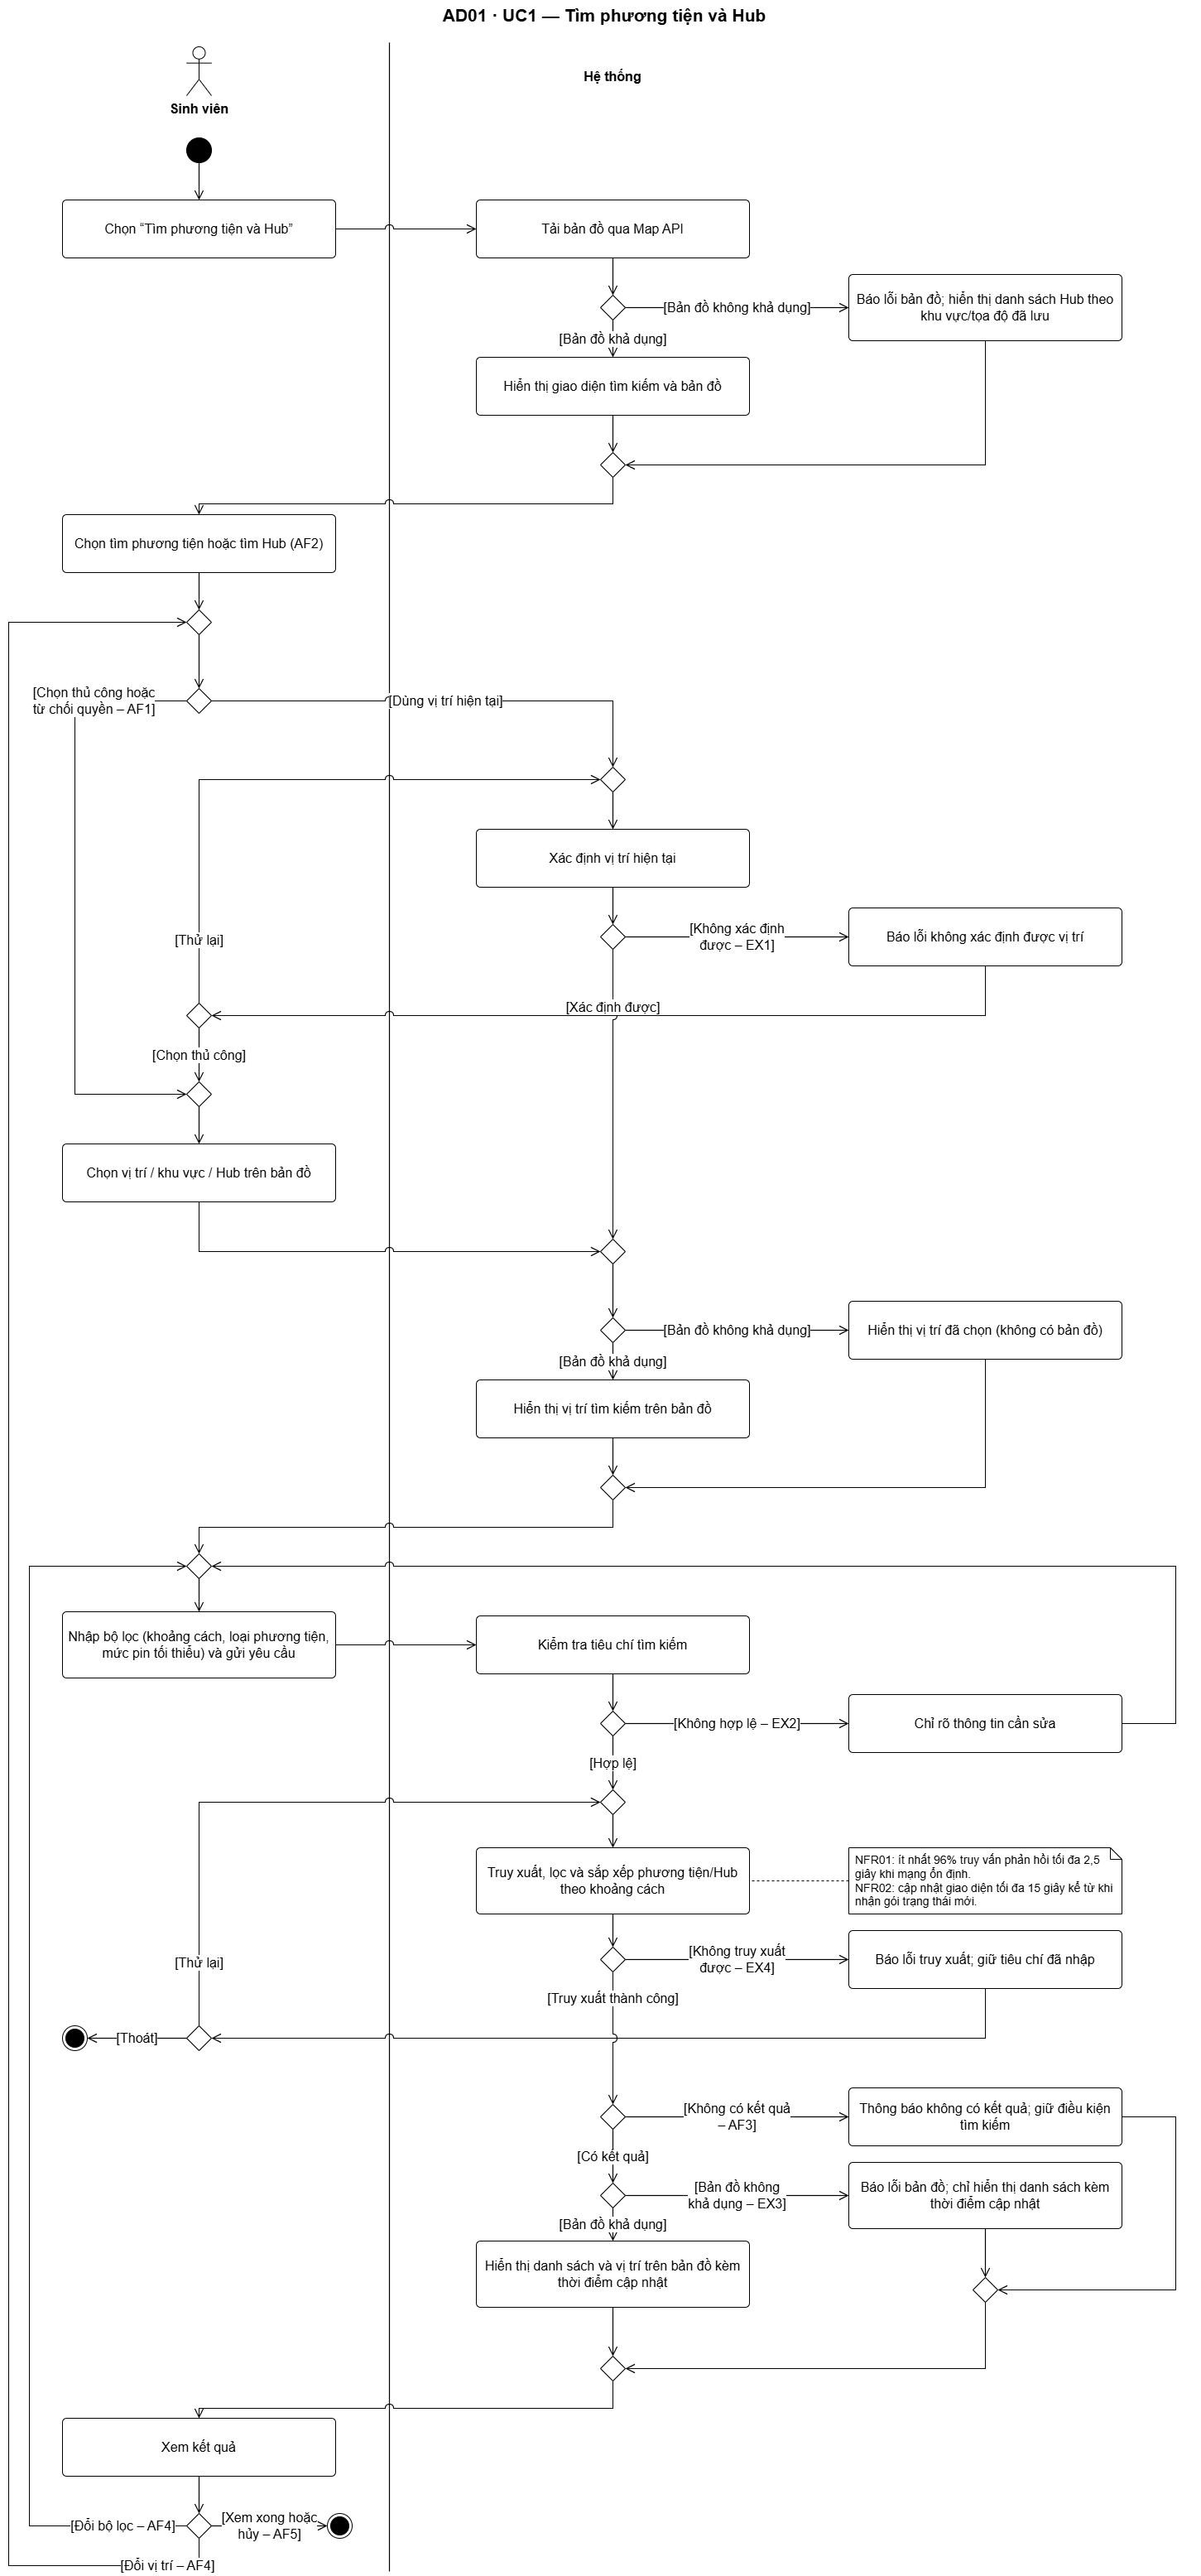 AD01 · UC1 — Tìm phương tiện và Hub
Sinh viên
Hệ thống
Chọn “Tìm phương tiện và Hub”
Tải bản đồ qua Map API
[Bản đồ không khả dụng]
Báo lỗi bản đồ; hiển thị danh sách Hub theo
khu vực/tọa độ đã lưu
[Bản đồ khả dụng]
Hiển thị giao diện tìm kiếm và bản đồ
Chọn tìm phương tiện hoặc tìm Hub (AF2)
[Chọn thủ công hoặc
từ chối quyền – AF1]
[Dùng vị trí hiện tại]
Xác định vị trí hiện tại
[Không xác định
được – EX1]
Báo lỗi không xác định được vị trí
[Thử lại]
[Xác định được]
[Chọn thủ công]
Chọn vị trí / khu vực / Hub trên bản đồ
[Bản đồ không khả dụng]
Hiển thị vị trí đã chọn (không có bản đồ)
[Bản đồ khả dụng]
Hiển thị vị trí tìm kiếm trên bản đồ
Nhập bộ lọc (khoảng cách, loại phương tiện,
mức pin tối thiểu) và gửi yêu cầu
Kiểm tra tiêu chí tìm kiếm
[Không hợp lệ – EX2]
Chỉ rõ thông tin cần sửa
[Hợp lệ]
Truy xuất, lọc và sắp xếp phương tiện/Hub
theo khoảng cách
NFR01: ít nhất 96% truy vấn phản hồi tối đa 2,5
giây khi mạng ổn định.
NFR02: cập nhật giao diện tối đa 15 giây kể từ khi
nhận gói trạng thái mới.
[Không truy xuất
được – EX4]
Báo lỗi truy xuất; giữ tiêu chí đã nhập
[Thử lại]
[Truy xuất thành công]
[Thoát]
[Không có kết quả
– AF3]
Thông báo không có kết quả; giữ điều kiện
tìm kiếm
[Có kết quả]
[Bản đồ không
khả dụng – EX3]
Báo lỗi bản đồ; chỉ hiển thị danh sách kèm
thời điểm cập nhật
[Bản đồ khả dụng]
Hiển thị danh sách và vị trí trên bản đồ kèm
thời điểm cập nhật
Xem kết quả
[Đổi bộ lọc – AF4]
[Xem xong hoặc
hủy – AF5]
[Đổi vị trí – AF4]